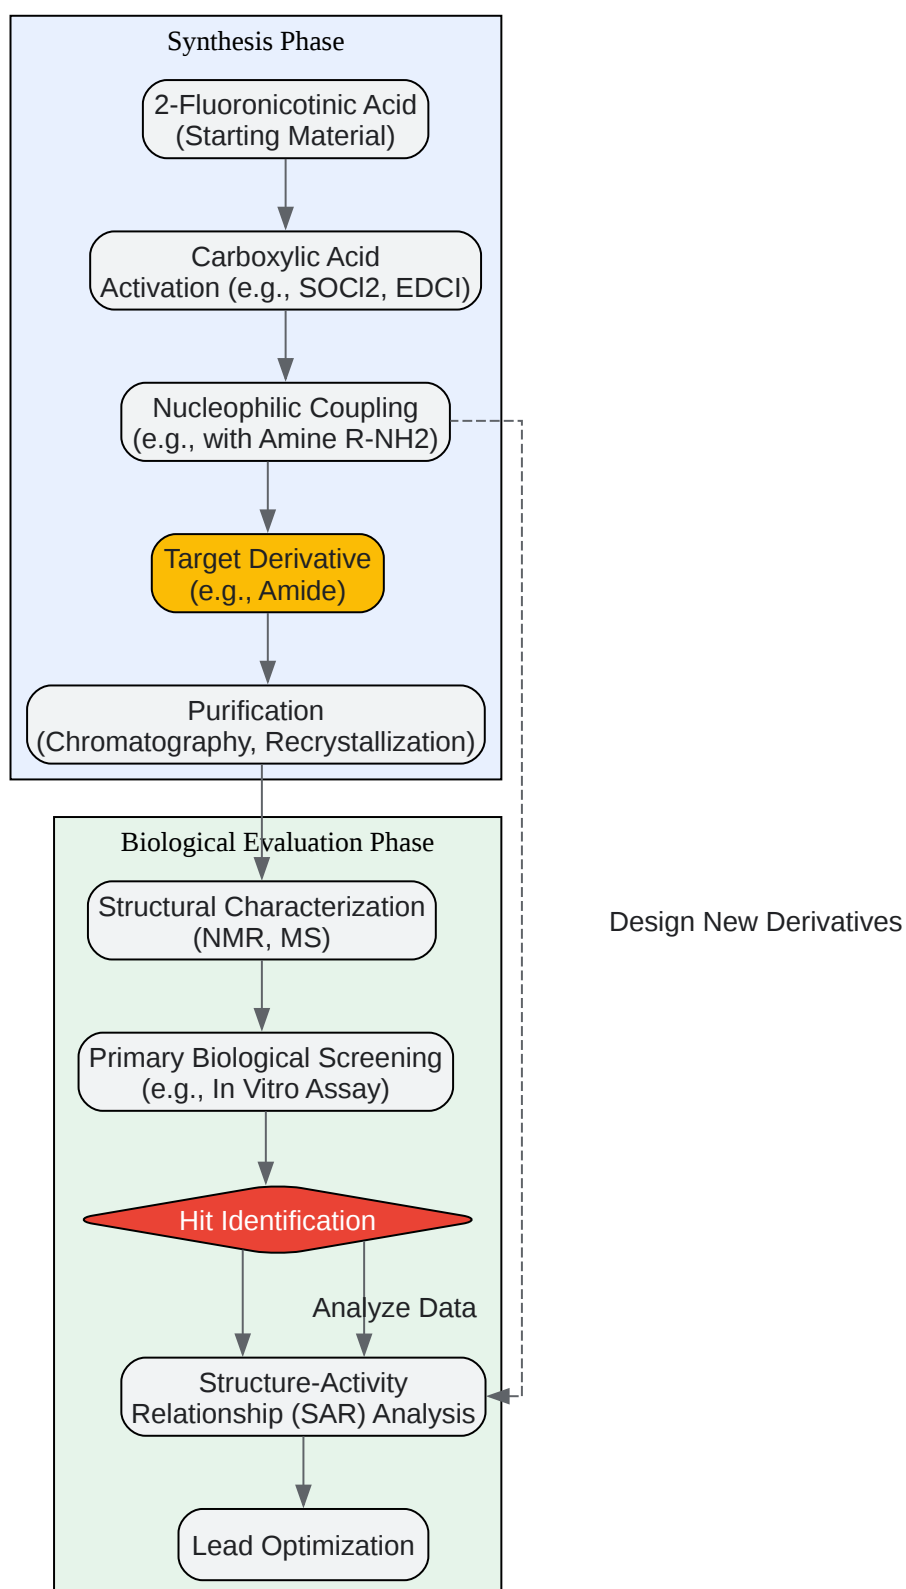 Synthesis Phase
2-Fluoronicotinic Acid
(Starting Material)
Carboxylic Acid
Activation (e.g., SOCl2, EDCI)
Nucleophilic Coupling
(e.g., with Amine R-NH2)
Target Derivative
(e.g., Amide)
Purification
(Chromatography, Recrystallization)
Biological Evaluation Phase
Structural Characterization
(NMR, MS)
Design New Derivatives
Primary Biological Screening
(e.g., In Vitro Assay)
Hit Identification
Analyze Data
Structure-Activity
Relationship (SAR) Analysis
Lead Optimization